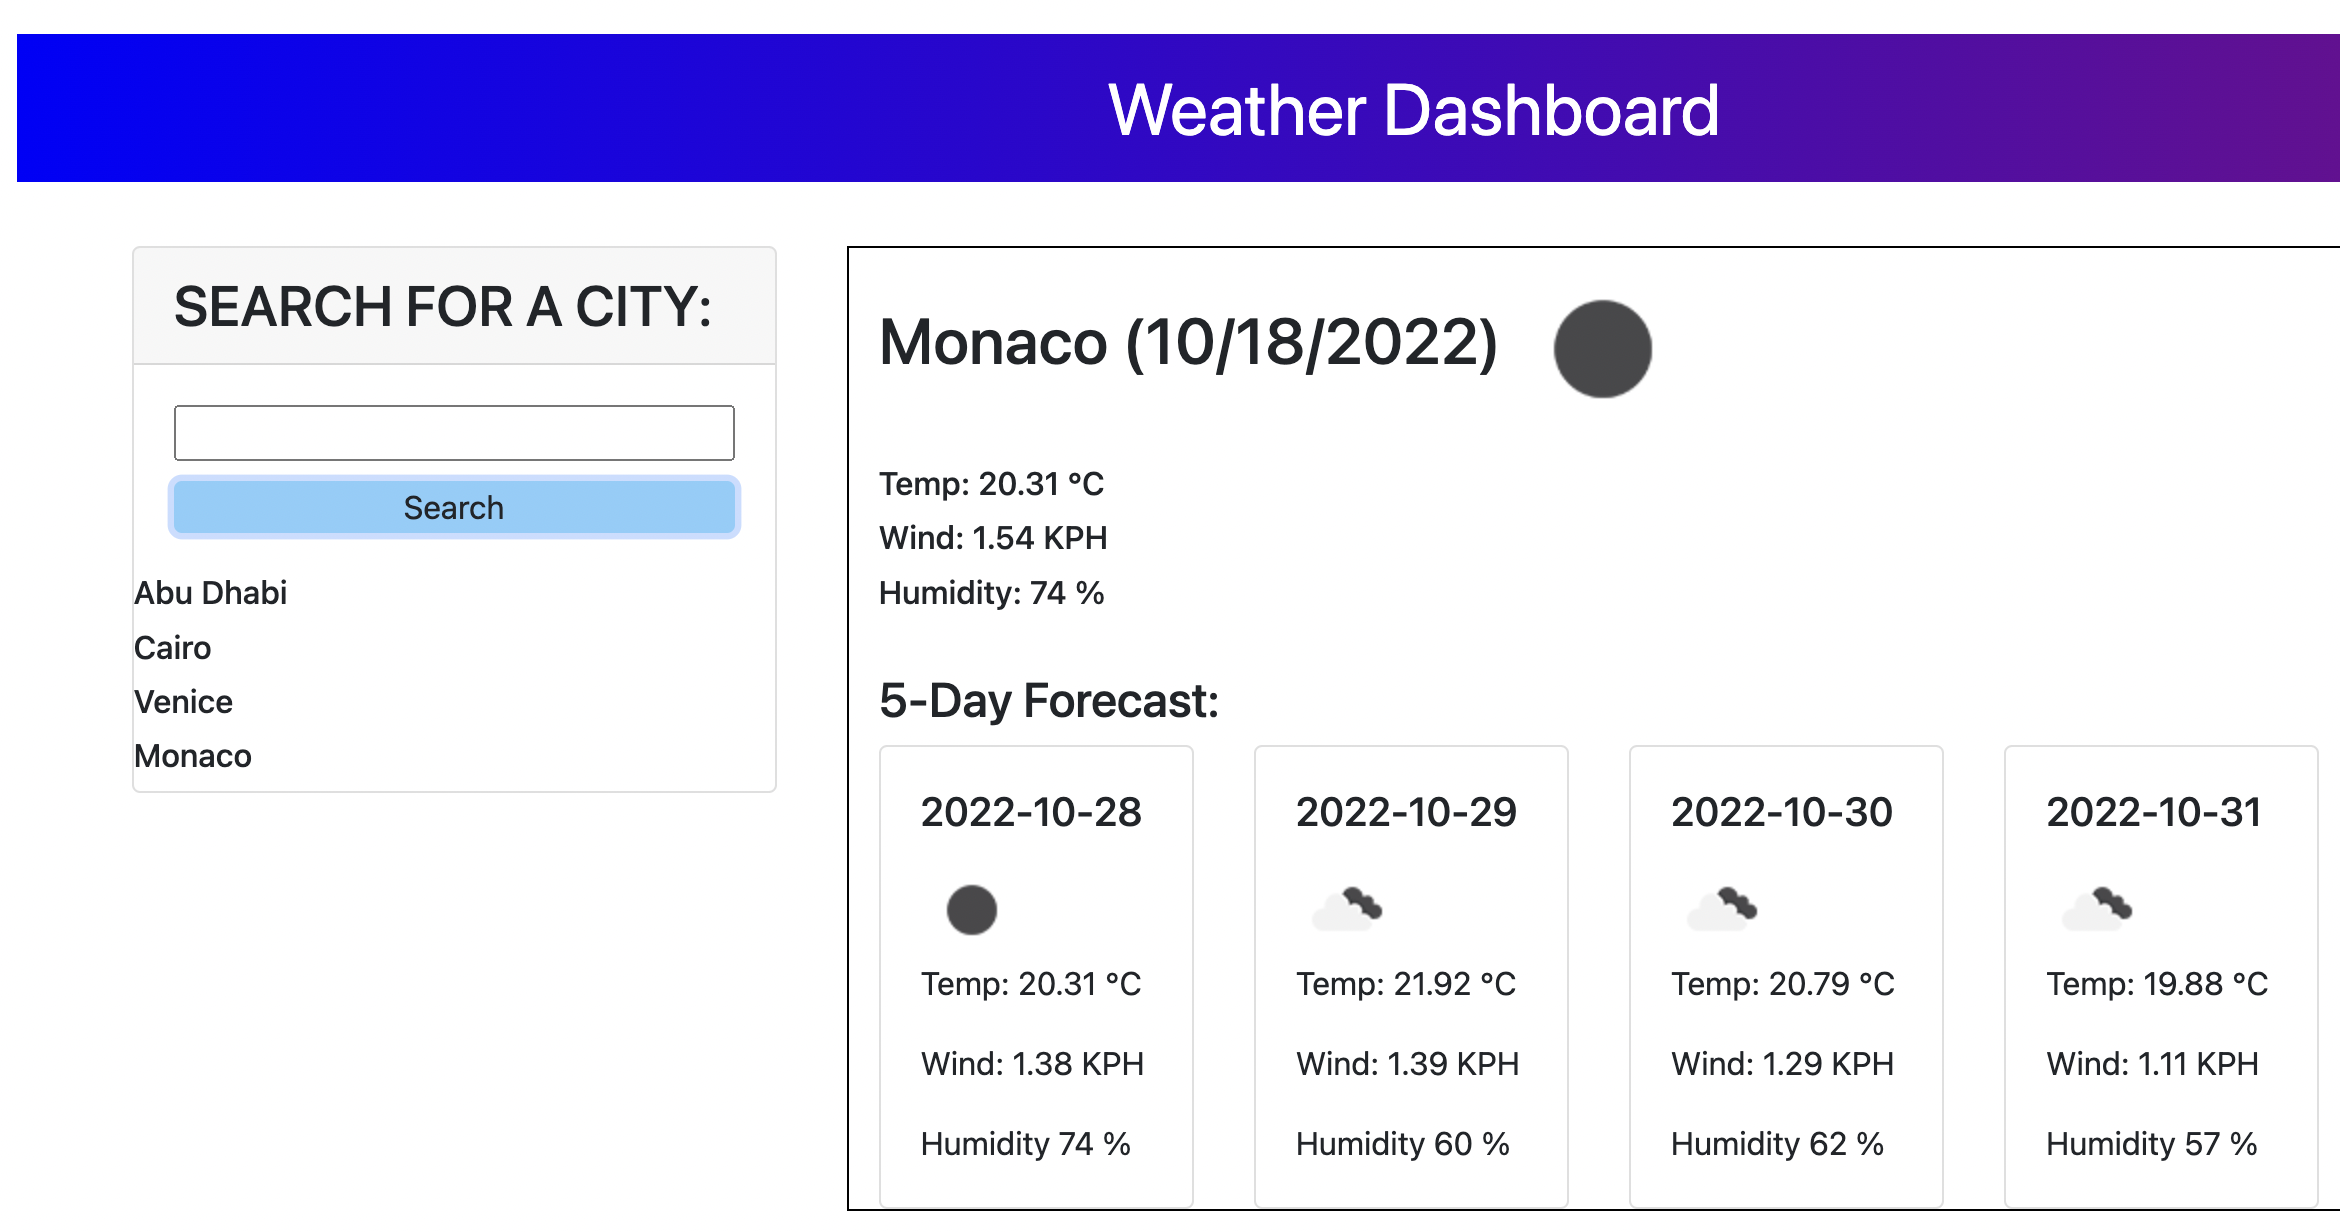 Weather Dashboard
SEARCH FOR A CITY:
Search
Abu Dhabi
Cairo
Venice
Monaco
Monaco (10/18/2022)
Temp: 20.31 °C
Wind: 1.54 KPH
Humidity: 74 %
5-Day Forecast:
2022-10-28
Temp: 20.31 °C
Wind: 1.38 KPH
Humidity 74 %
2022-10-29
Temp: 21.92 °C
Wind: 1.39 KPH
Humidity 60 %
2022-10-30
Temp: 20.79 °C
Wind: 1.29 KPH
Humidity 62 %
2022-10-31
Temp: 19.88 °C
Wind: 1.11 KPH
Humidity 57 %